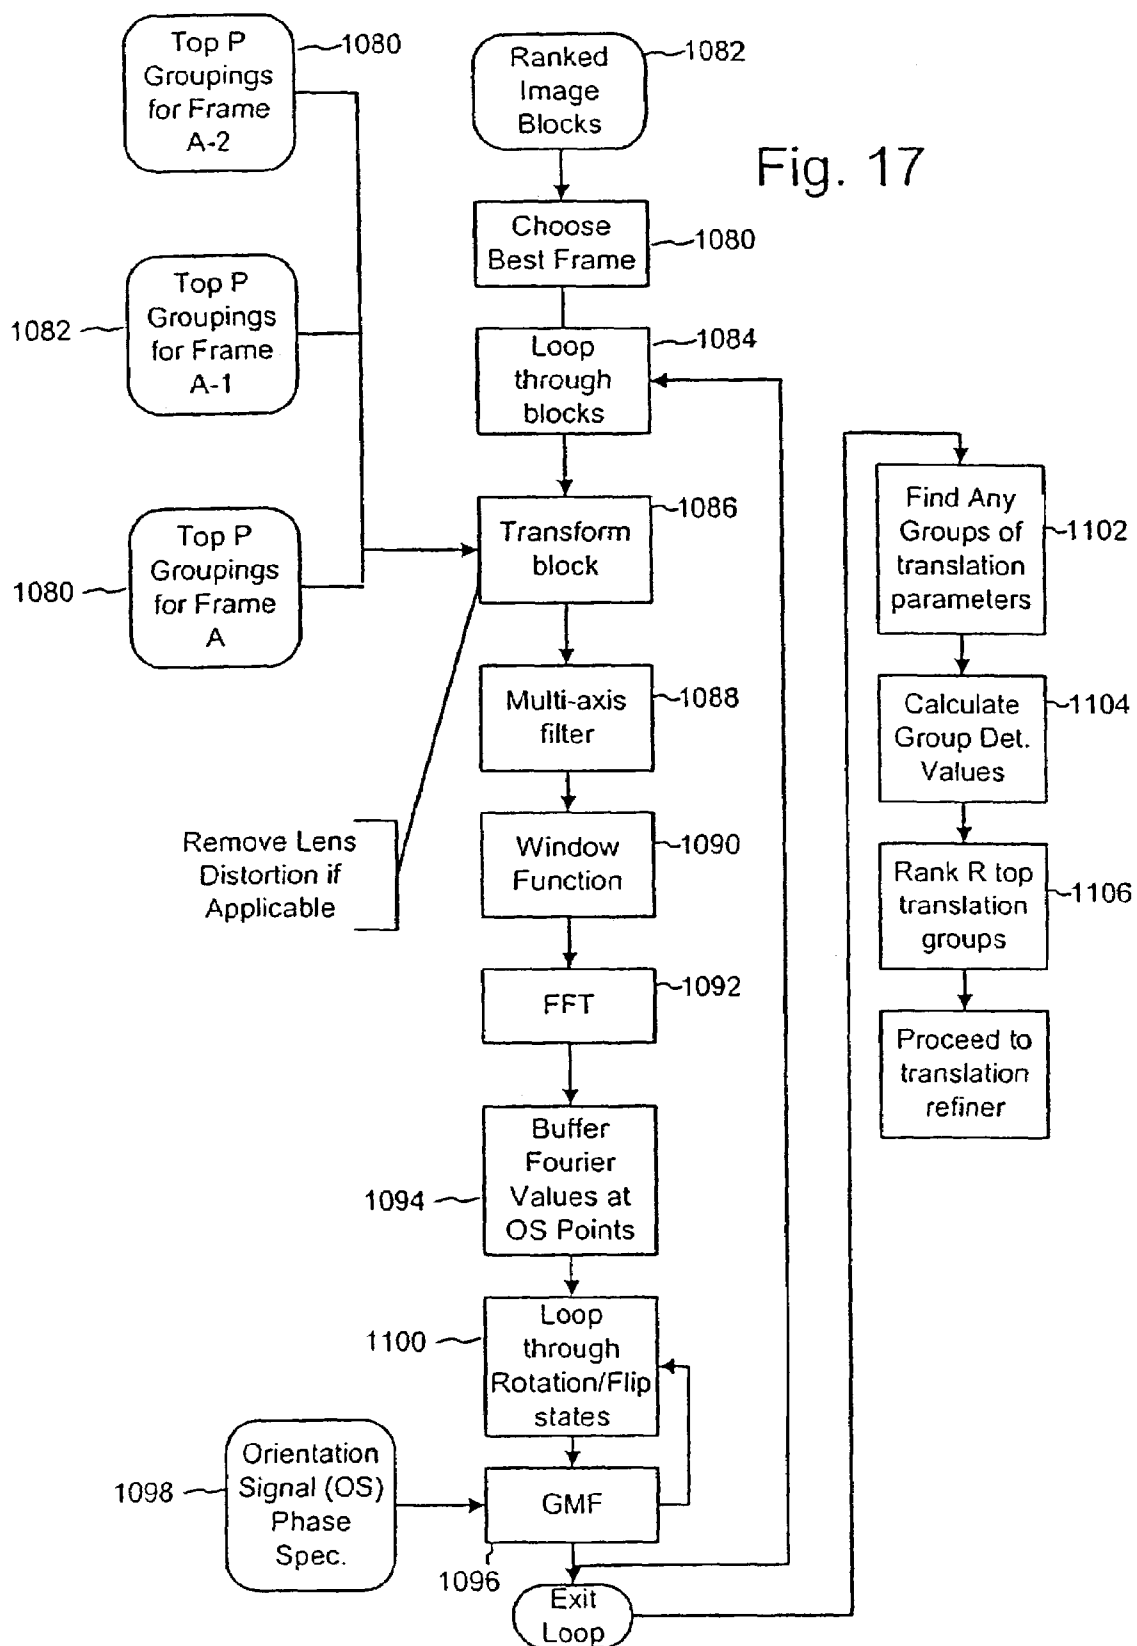 Fig. 17
Top P
Groupings
for Frame
A-2
1080
Top P
Groupings
for Frame
A-1
1082
Top P
Groupings
for Frame
A
1080
Ranked
Image
Blocks
1082
Choose
Best Frame
1080
Loop
through
blocks
1084
Transform
block
1086
Remove Lens
Distortion if
Applicable
Multi-axis
filter
1088
Window
Function
1090
FFT
1092
Buffer
Fourier
Values at
OS Points
1094
Loop
through
Rotation/Flip
states
1100
Orientation
Signal (OS)
Phase
Spec.
1098
GMF
1096
Exit
Loop
Find Any
Groups of
translation
parameters
1102
Calculate
Group Det.
Values
1104
Rank R top
translation
groups
1106
Proceed to
translation
refiner